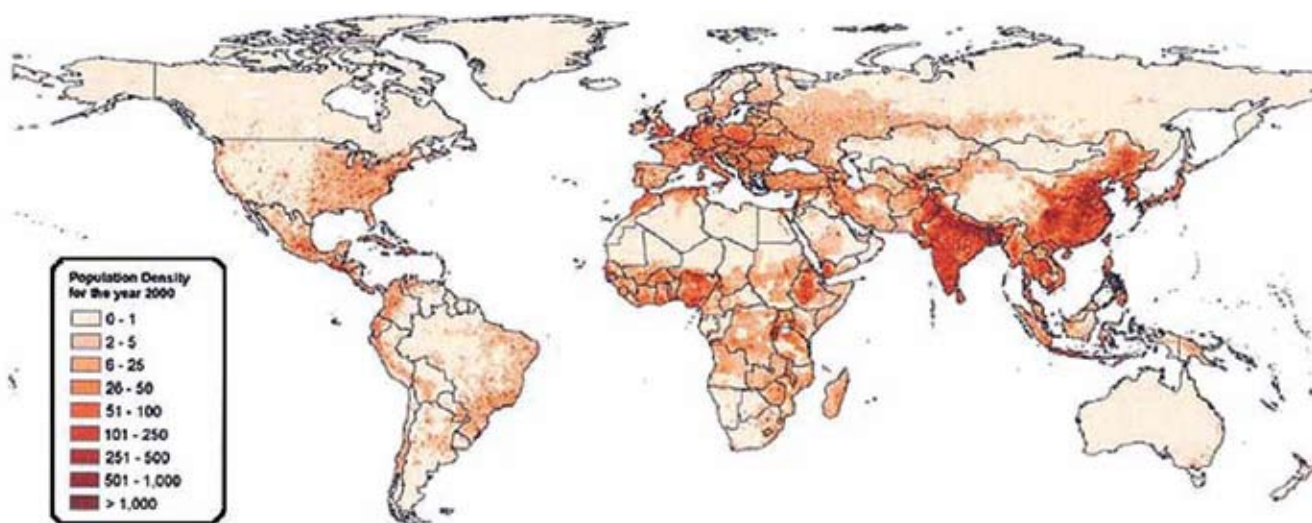 Population Density
for the year 2000
0 - 1
2 - 5
6 - 25
26 - 50
51 - 100
101 - 250
251 - 500
501 - 1,000
> 1,000